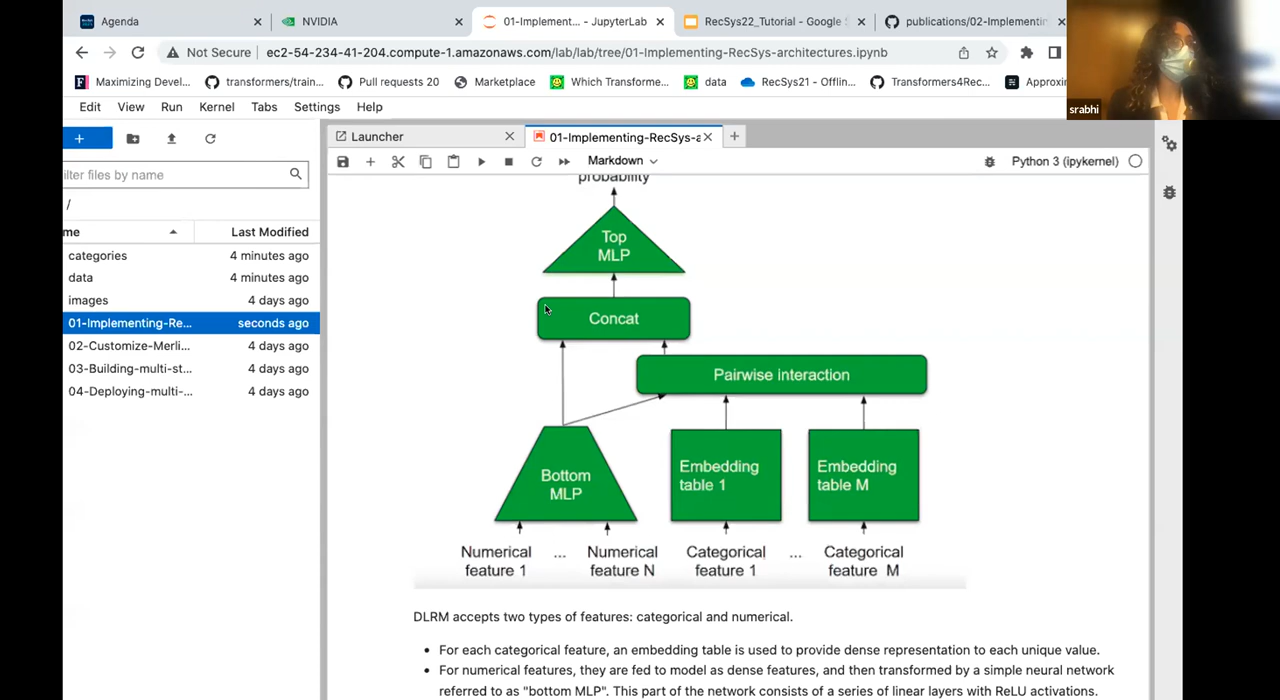 Agenda
NVIDIA
01-Implement... - JupyterLab
RecSys22_Tutorial - Google S
publications/02-Implementin
Not Secure | ec2-54-234-41-204.compute-1.amazonaws.com/lab/lab/tree/01-Implementing-RecSys-architectures.ipynb
Maximizing Devel...
transformers/train...
Pull requests 20
Marketplace
Which Transforme...
data
RecSys21 - Offlin...
Transformers4Rec...
Approxi
srabhi
Edit View Run Kernel Tabs Settings Help
Launcher
01-Implementing-RecSys-a
Markdown
Python 3 (ipykernel)
ilter files by name
/
me Last Modified
categories 4 minutes ago
data 4 minutes ago
images 4 days ago
01-Implementing-Re... seconds ago
02-Customize-Merli... 4 days ago
03-Building-multi-st... 4 days ago
04-Deploying-multi-... 4 days ago
probability
Top
MLP
Concat
Pairwise interaction
Bottom
MLP
Embedding
table 1
Embedding
table M
Numerical
feature 1
...
Numerical
feature N
Categorical
feature 1
...
Categorical
feature M
DLRM accepts two types of features: categorical and numerical.
• For each categorical feature, an embedding table is used to provide dense representation to each unique value.
• For numerical features, they are fed to model as dense features, and then transformed by a simple neural network
referred to as "bottom MLP". This part of the network consists of a series of linear layers with ReLU activations.